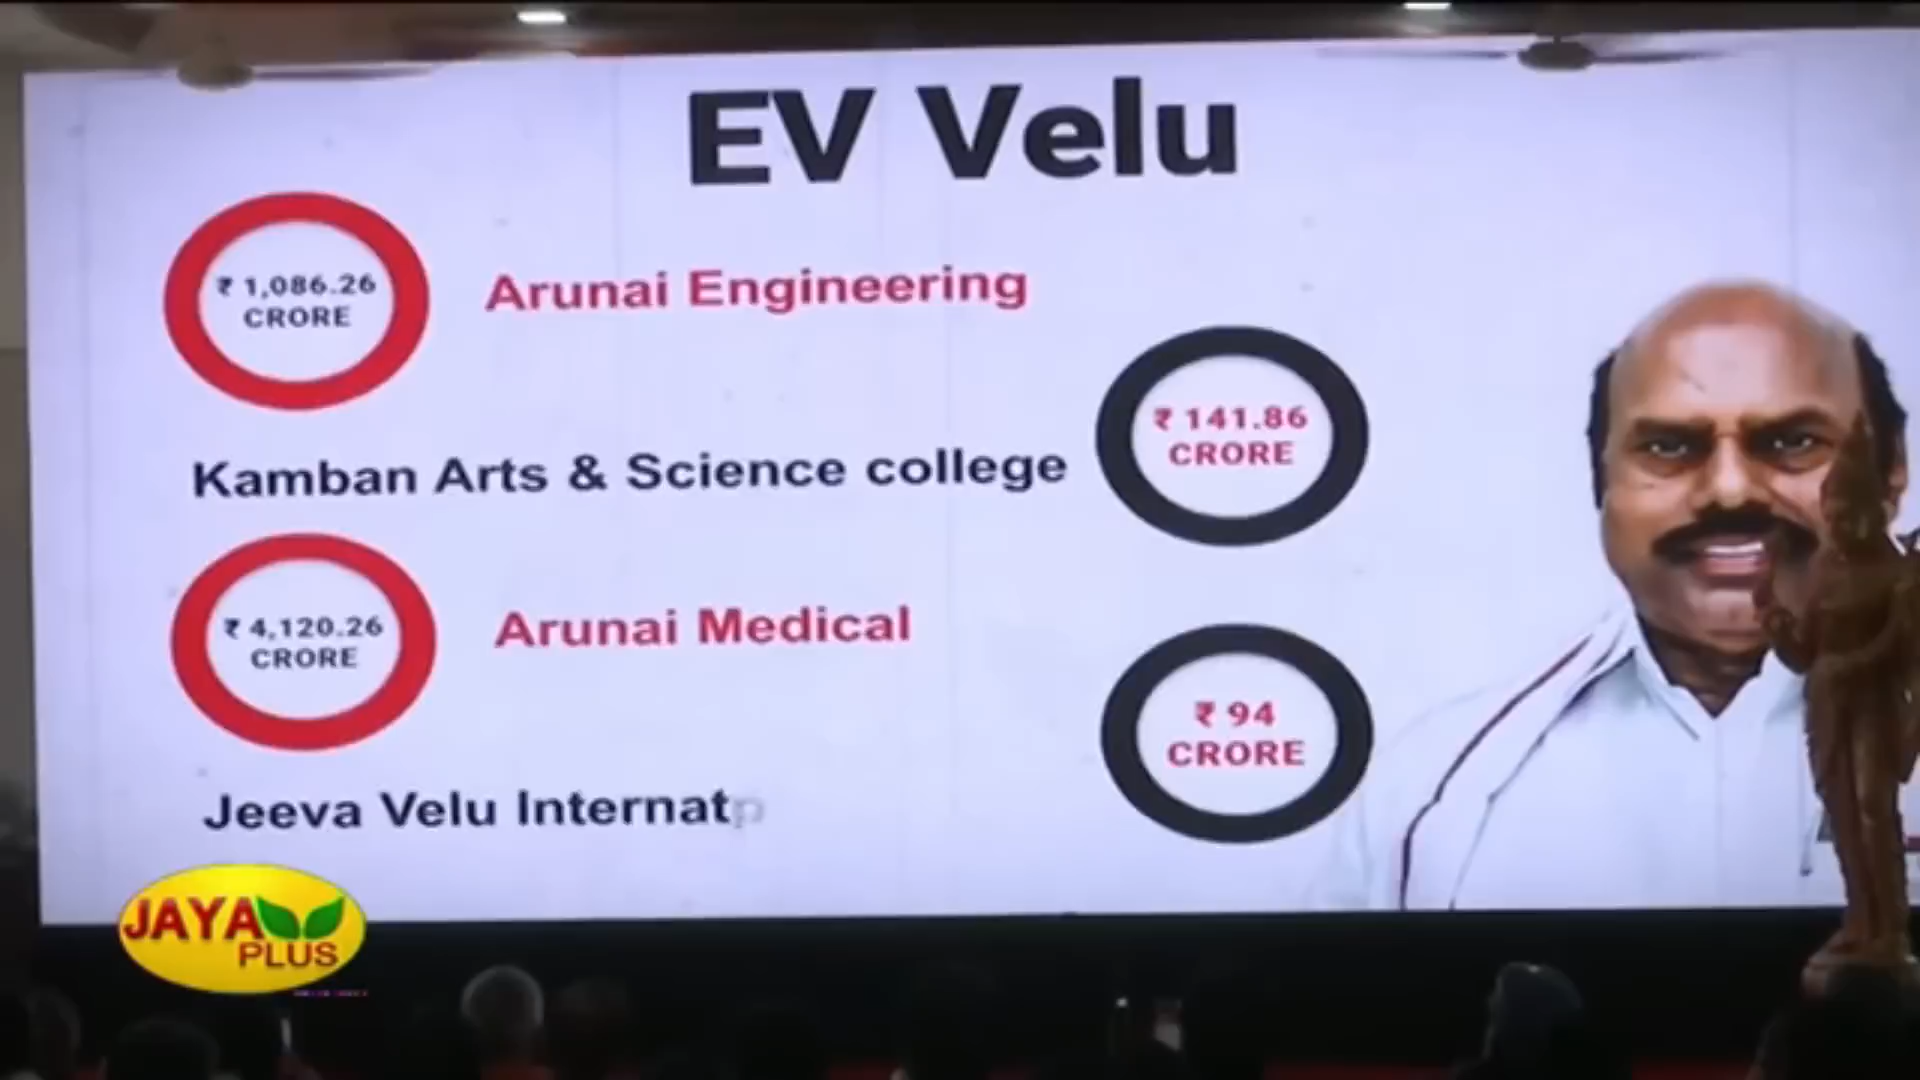 EV Velu
₹ 1,086.26
CRORE
Arunai Engineering
Kamban Arts & Science college
₹ 141.86
CRORE
₹ 4,120.26
CRORE
Arunai Medical
Jeeva Velu Internat
₹ 94
CRORE
JAYA
PLUS